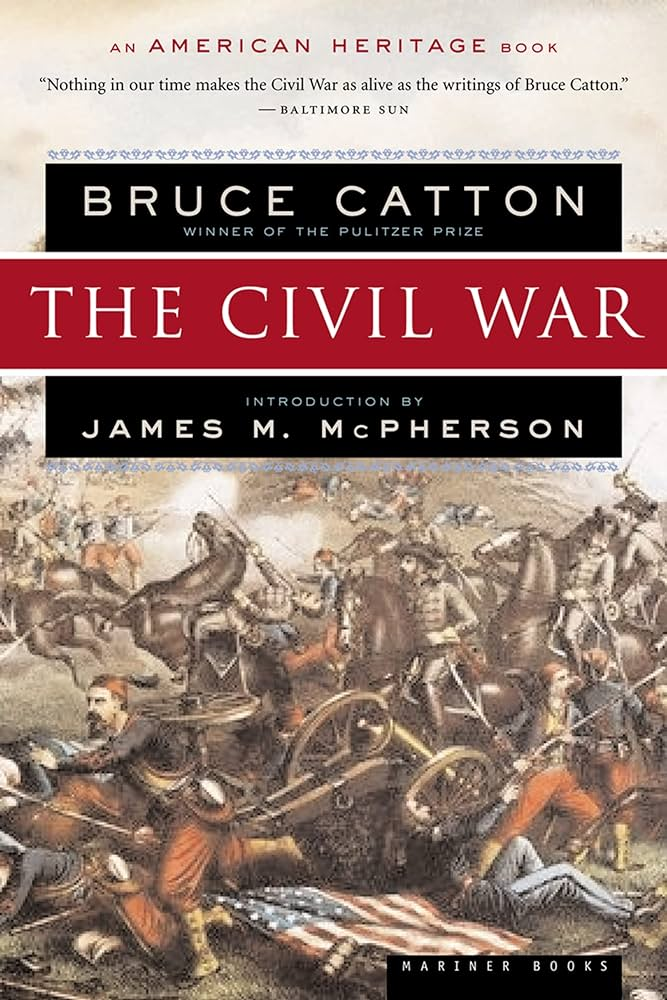 AN AMERICAN HERITAGE BOOK
“Nothing in our time makes the Civil War as alive as the writings of Bruce Catton.”
—BALTIMORE SUN
BRUCE CATTON
WINNER OF THE PULITZER PRIZE
THE CIVIL WAR
INTRODUCTION BY
JAMES M. McPHERSON
MARINER BOOKS